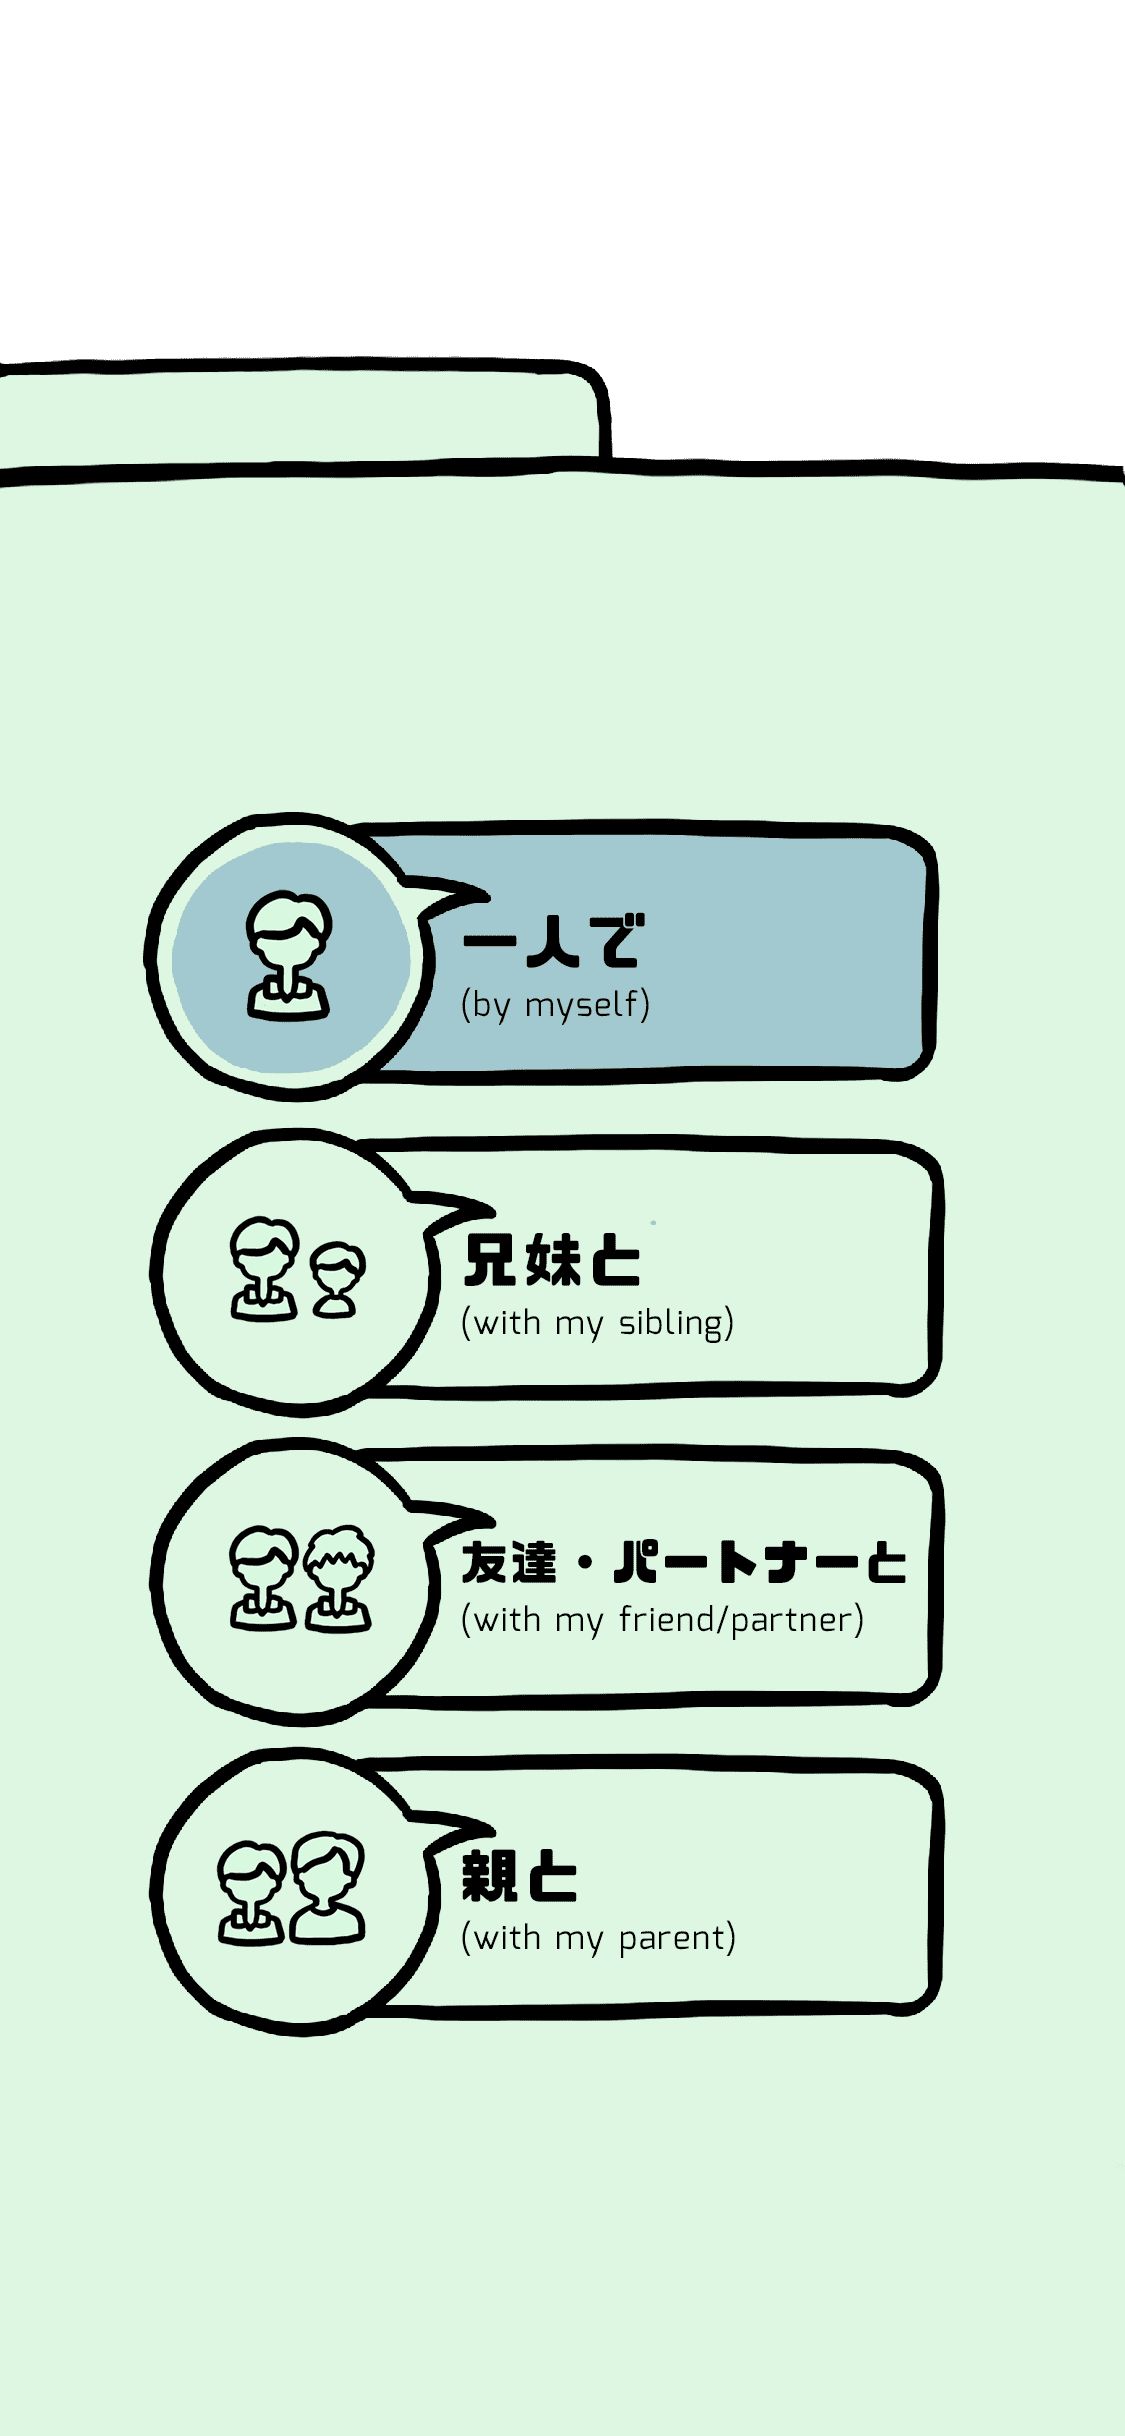 一人で
(by myself)
兄妹と
(with my sibling)
友達・パートナーと
(with my friend/partner)
親と
(with my parent)